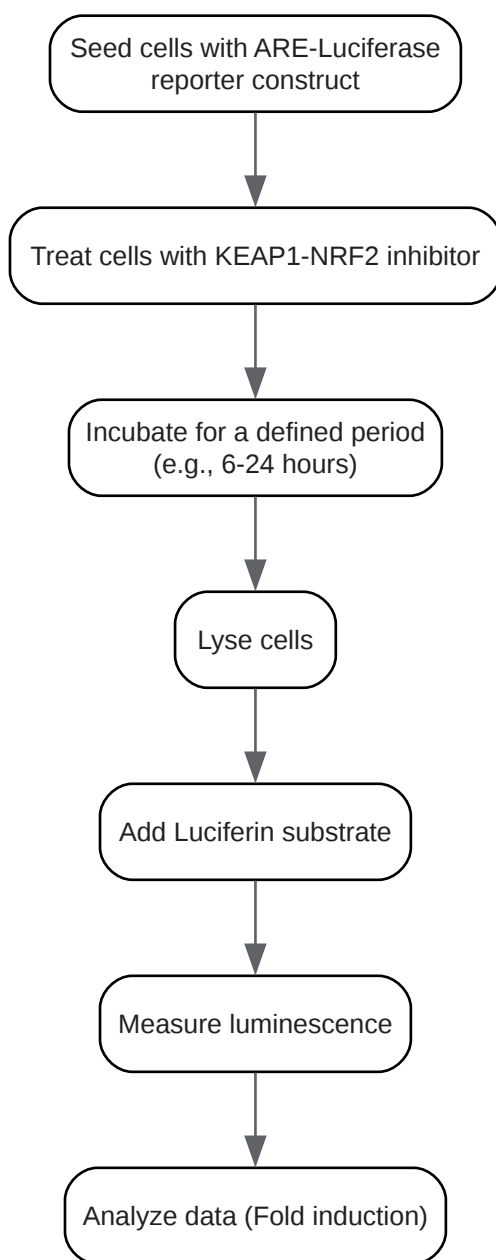 Seed cells with ARE-Luciferase
reporter construct
Treat cells with KEAP1-NRF2 inhibitor
Incubate for a defined period
(e.g., 6-24 hours)
Lyse cells
Add Luciferin substrate
Measure luminescence
Analyze data (Fold induction)